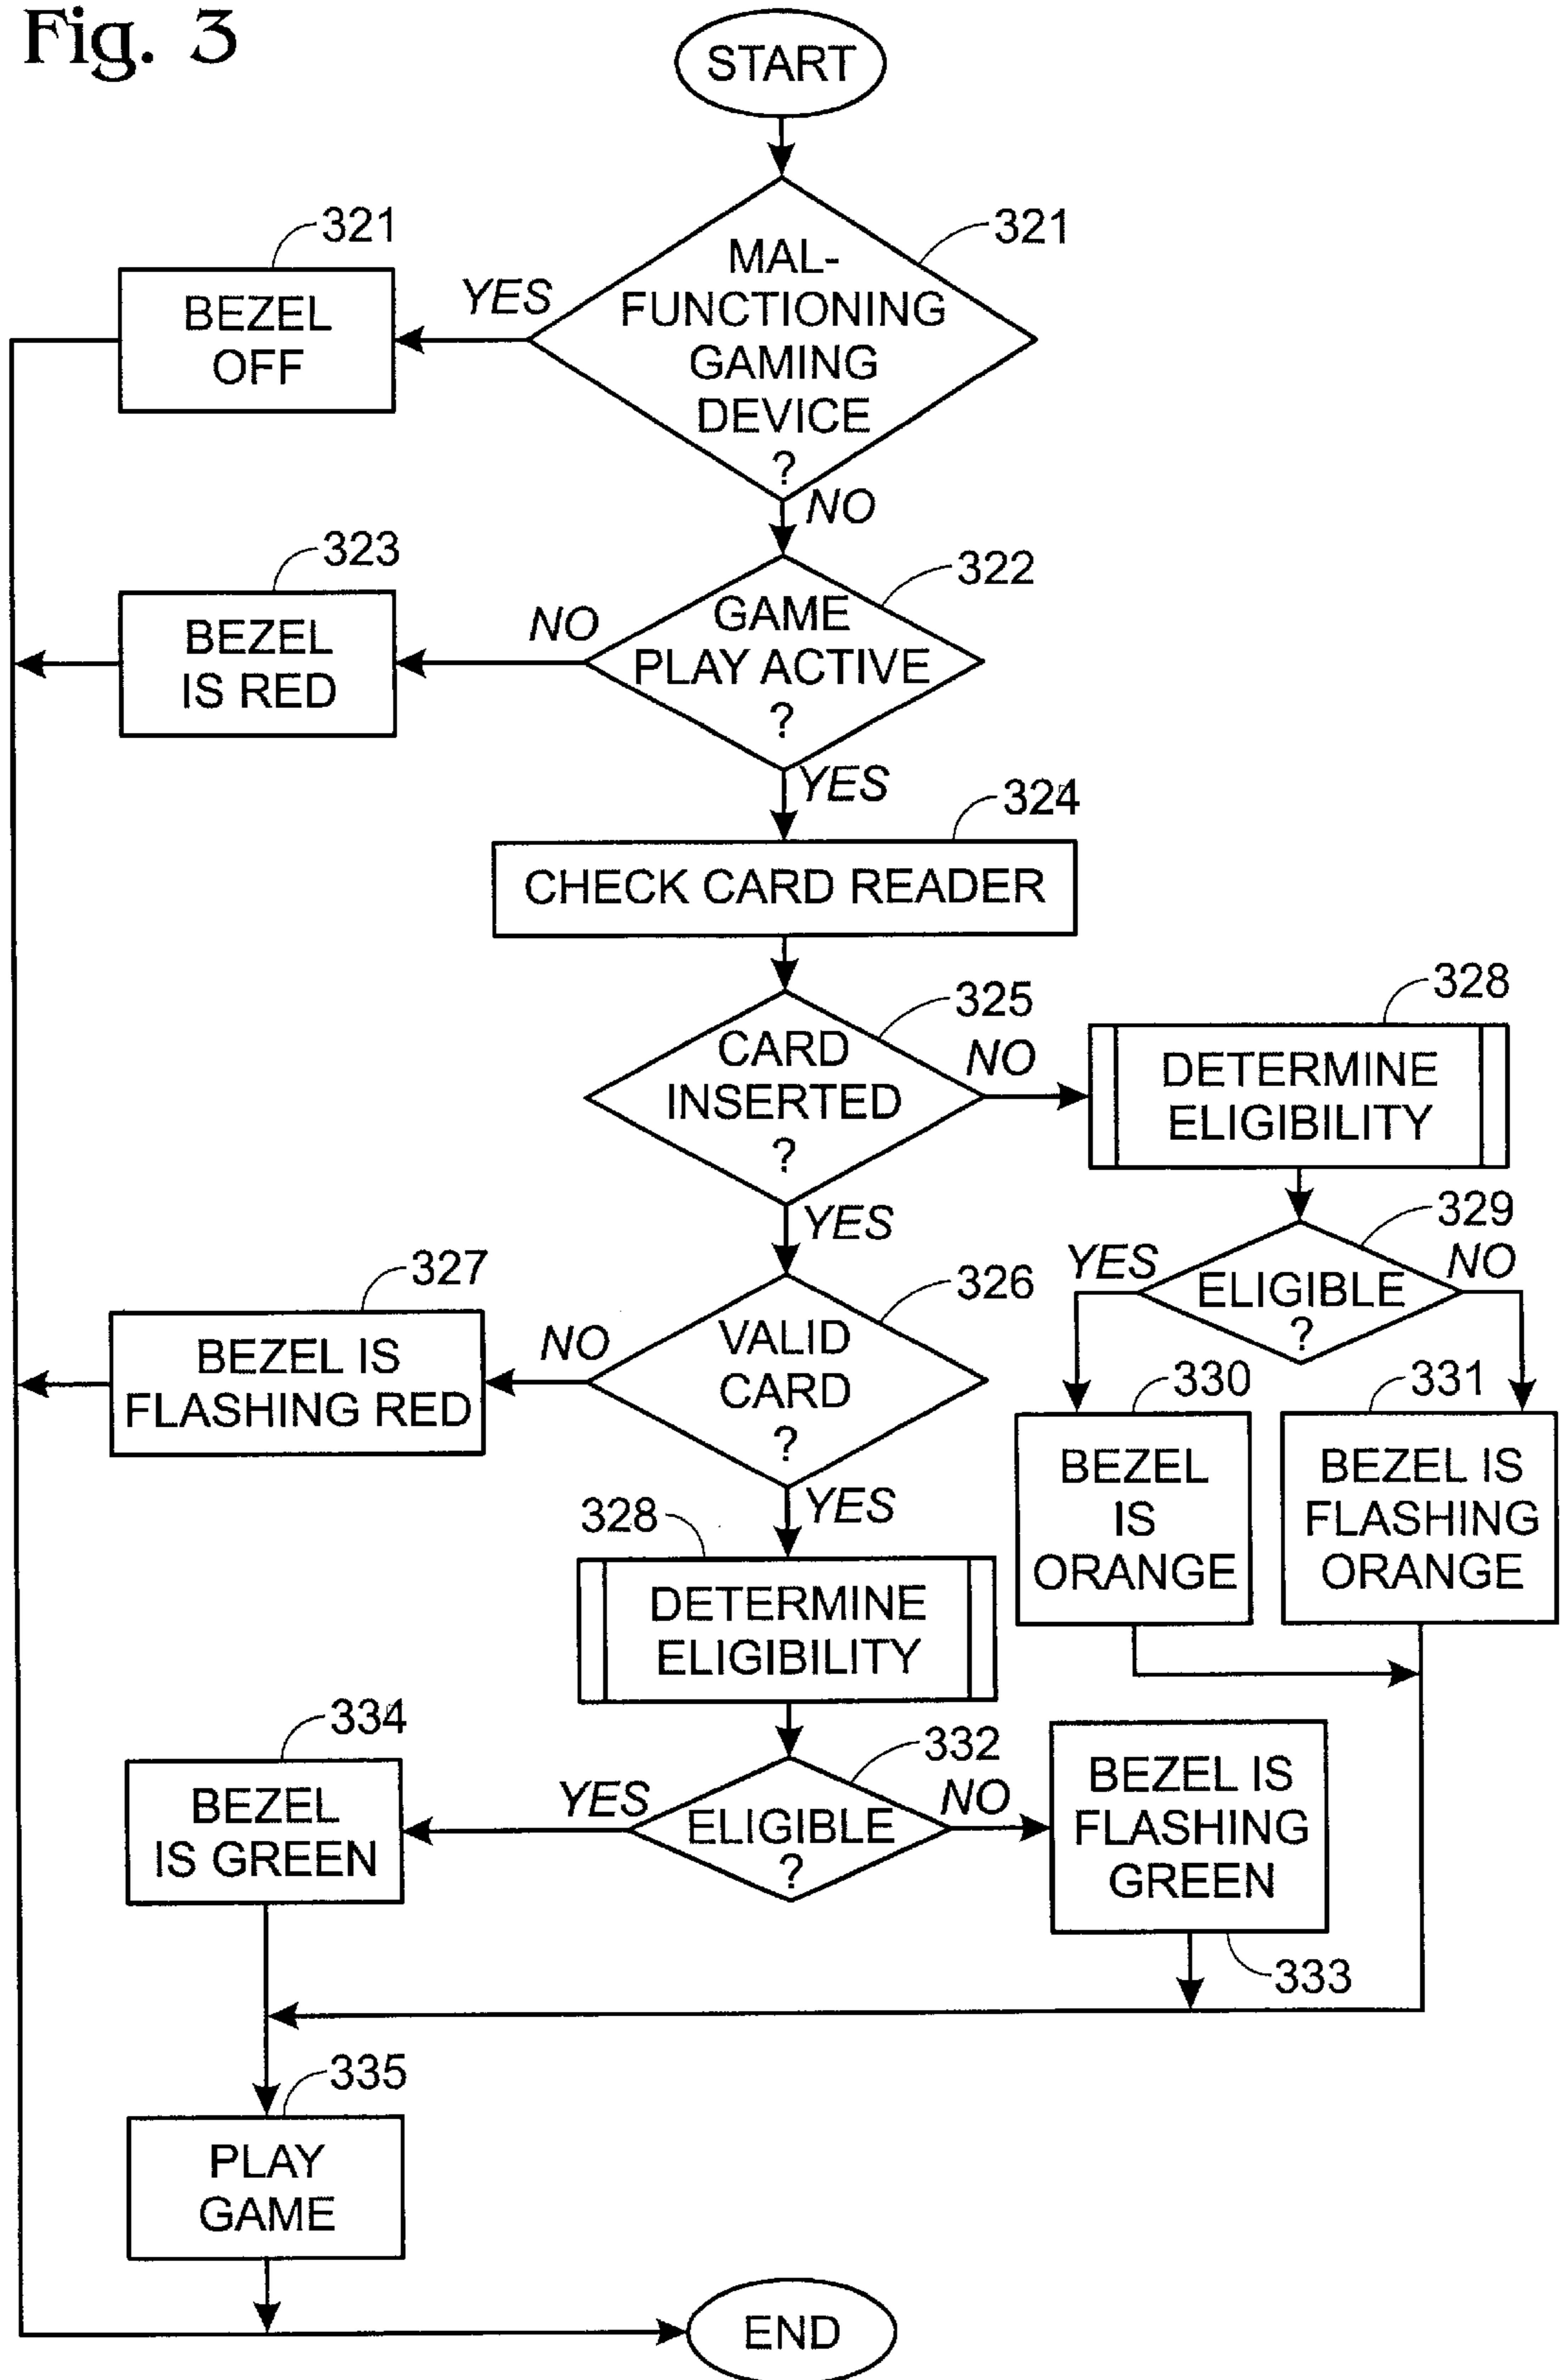 Fig. 3
START
321
321
MAL-
FUNCTIONING
GAMING
DEVICE
?
YES
BEZEL
OFF
NO
323
322
GAME
PLAY ACTIVE
?
NO
BEZEL
IS RED
YES
324
CHECK CARD READER
325
328
CARD
INSERTED
?
NO
DETERMINE
ELIGIBILITY
YES
329
YES
NO
ELIGIBLE
?
327
326
VALID
CARD
?
NO
BEZEL IS
FLASHING RED
330
331
BEZEL
IS
ORANGE
BEZEL IS
FLASHING
ORANGE
YES
328
DETERMINE
ELIGIBILITY
334
332
YES
NO
ELIGIBLE
?
BEZEL
IS GREEN
BEZEL IS
FLASHING
GREEN
333
335
PLAY
GAME
END